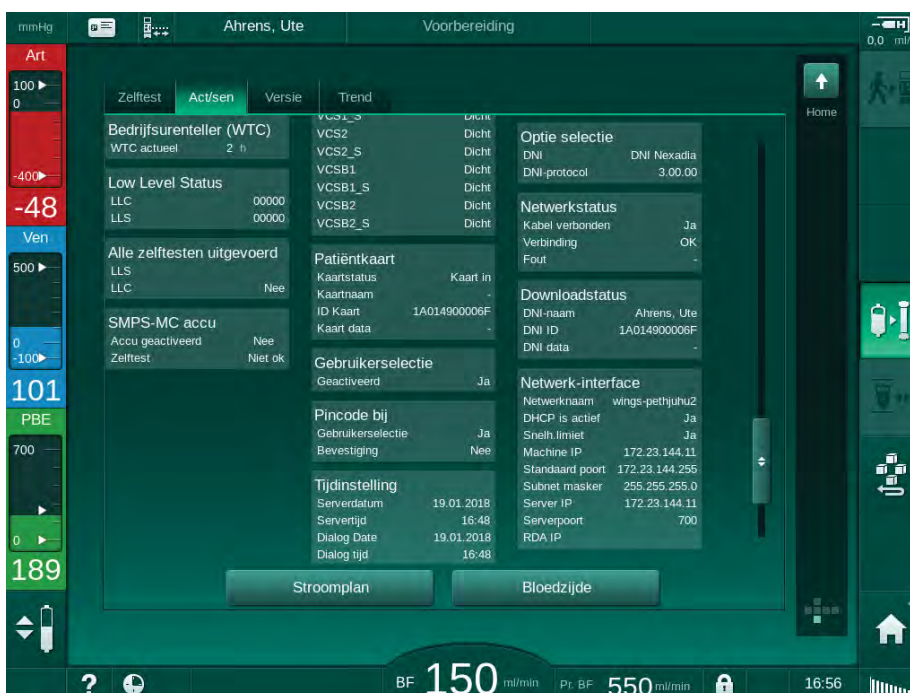 mmHg
Ahrens, Ute
Voorbereiding
0,0 ml/
Art
100
0
-400
-48
Ven
500
0
-100
101
PBE
700
0
189
Zelftest Act/sen Versie Trend
Home
Bedrijfsurenteller (WTC)
WTC actueel 2 h
Low Level Status
LLC 00000
LLS 00000
Alle zelftesten uitgevoerd
LLS
LLC Nee
SMPS-MC accu
Accu geactiveerd Nee
Zelftest Niet ok
VCS1_S Dicht
VCS2 Dicht
VCS2_S Dicht
VCSB1 Dicht
VCSB1_S Dicht
VCSB2 Dicht
VCSB2_S Dicht
Patiëntkaart
Kaartstatus Kaart in
Kaartnaam -
ID Kaart 1A014900006F
Kaart data -
Gebruikerselectie
Geactiveerd Ja
Pincode bij
Gebruikerselectie Ja
Bevestiging Nee
Tijdinstelling
Serverdatum 19.01.2018
Servertijd 16:48
Dialog Date 19.01.2018
Dialog tijd 16:48
Optie selectie
DNI DNI Nexadia
DNI-protocol 3.00.00
Netwerkstatus
Kabel verbonden Ja
Verbinding OK
Fout -
Downloadstatus
DNI-naam Ahrens, Ute
DNI ID 1A014900006F
DNI data -
Netwerk-interface
Netwerknaam wings-pethjuhu2
DHCP is actief Ja
Snelh.limiet Ja
Machine IP 172.23.144.11
Standaard poort 172.23.144.255
Subnet masker 255.255.255.0
Server IP 172.23.144.11
Serverpoort 700
RDA IP
Stroomplan Bloedzijde
? BF 150 ml/min Pr. BF 550 ml/min 16:56